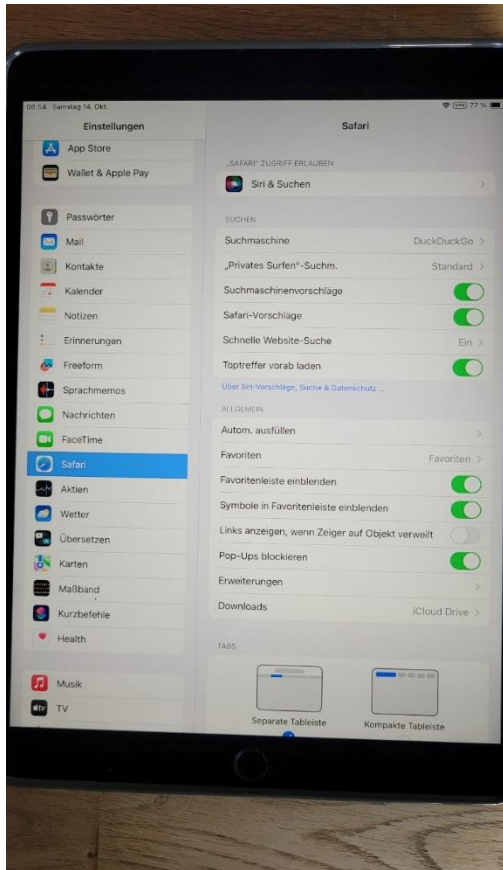 08:54 Samstag 14. Okt.
VPN 77 %
Einstellungen
App Store
Wallet & Apple Pay
Passwörter
Mail
Kontakte
Kalender
Notizen
Erinnerungen
Freeform
Sprachmemos
Nachrichten
FaceTime
Safari
Aktien
Wetter
Übersetzen
Karten
Maßband
Kurzbefehle
Health
Musik
tv
TV
Safari
„SAFARI“ ZUGRIFF ERLAUBEN
Siri & Suchen
SUCHEN
Suchmaschine DuckDuckGo
„Privates Surfen“-Suchm. Standard
Suchmaschinenvorschläge
Safari-Vorschläge
Schnelle Website-Suche Ein
Toptreffer vorab laden
Über Siri-Vorschläge, Suche & Datenschutz ...
ALLGEMEIN
Autom. ausfüllen
Favoriten Favoriten
Favoritenleiste einblenden
Symbole in Favoritenleiste einblenden
Links anzeigen, wenn Zeiger auf Objekt verweilt
Pop-Ups blockieren
Erweiterungen
Downloads iCloud Drive
TABS
Separate Tableiste Kompakte Tableiste